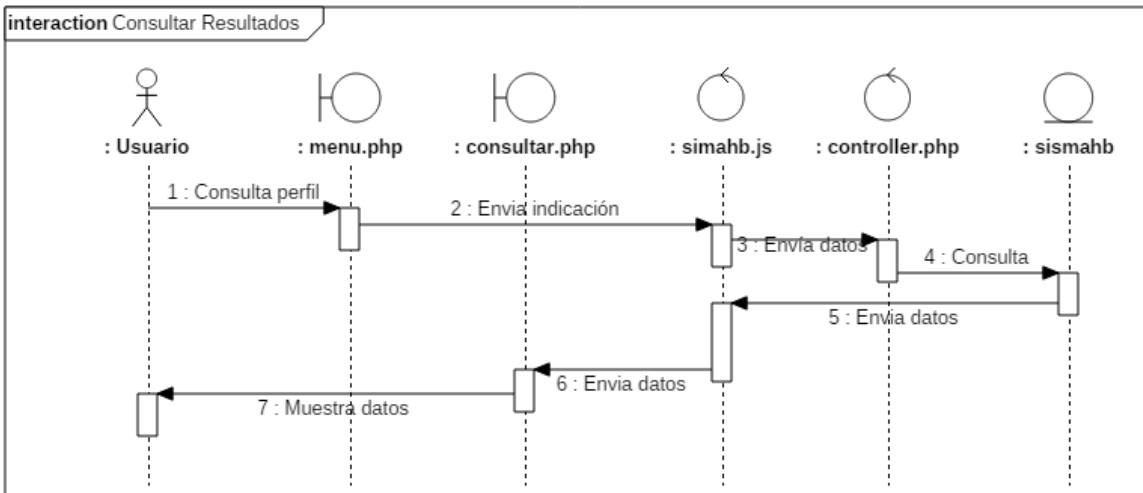 interaction Consultar Resultados
: Usuario
: menu.php
: consultar.php
: simahb.js
: controller.php
: sismahb
1 : Consulta perfil
2 : Envia indicación
3 : Envía datos
4 : Consulta
5 : Envia datos
6 : Envia datos
7 : Muestra datos